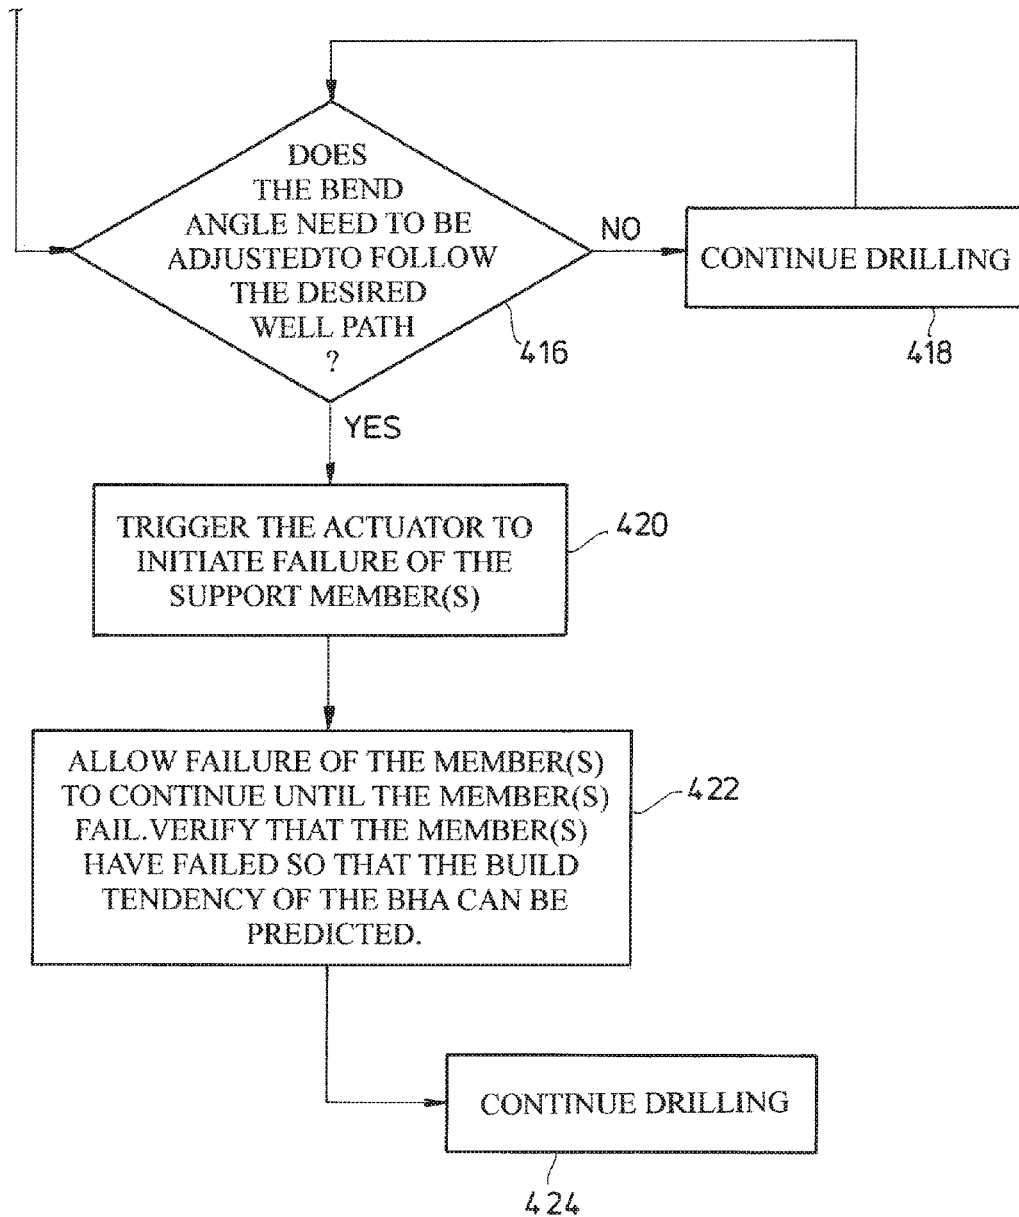 DOES
THE BEND
ANGLE NEED TO BE
ADJUSTEDTO FOLLOW
THE DESIRED
WELL PATH
?
416
NO
CONTINUE DRILLING
418
YES
TRIGGER THE ACTUATOR TO
INITIATE FAILURE OF THE
SUPPORT MEMBER(S)
420
ALLOW FAILURE OF THE MEMBER(S)
TO CONTINUE UNTIL THE MEMBER(S)
FAIL.VERIFY THAT THE MEMBER(S)
HAVE FAILED SO THAT THE BUILD
TENDENCY OF THE BHA CAN BE
PREDICTED.
422
CONTINUE DRILLING
424